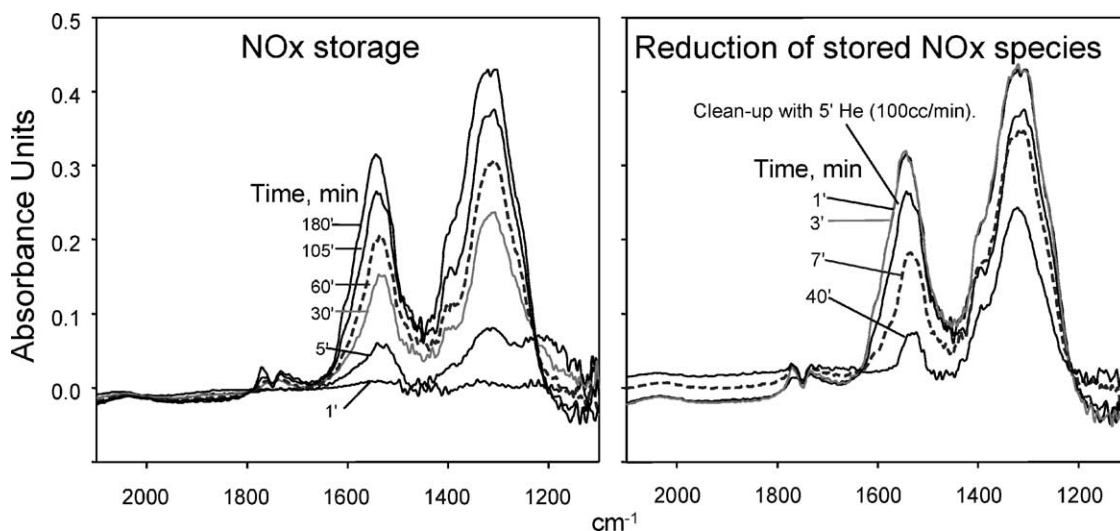 NOx storage
Reduction of stored NOx species
Absorbance Units
0.5
0.4
0.3
0.2
0.1
0.0
Time, min
180'
105'
60'
30'
5'
1'
Clean-up with 5' He (100cc/min).
Time, min
1'
3'
7'
40'
2000 1800 1600 1400 1200
2000 1800 1600 1400 1200
cm-1